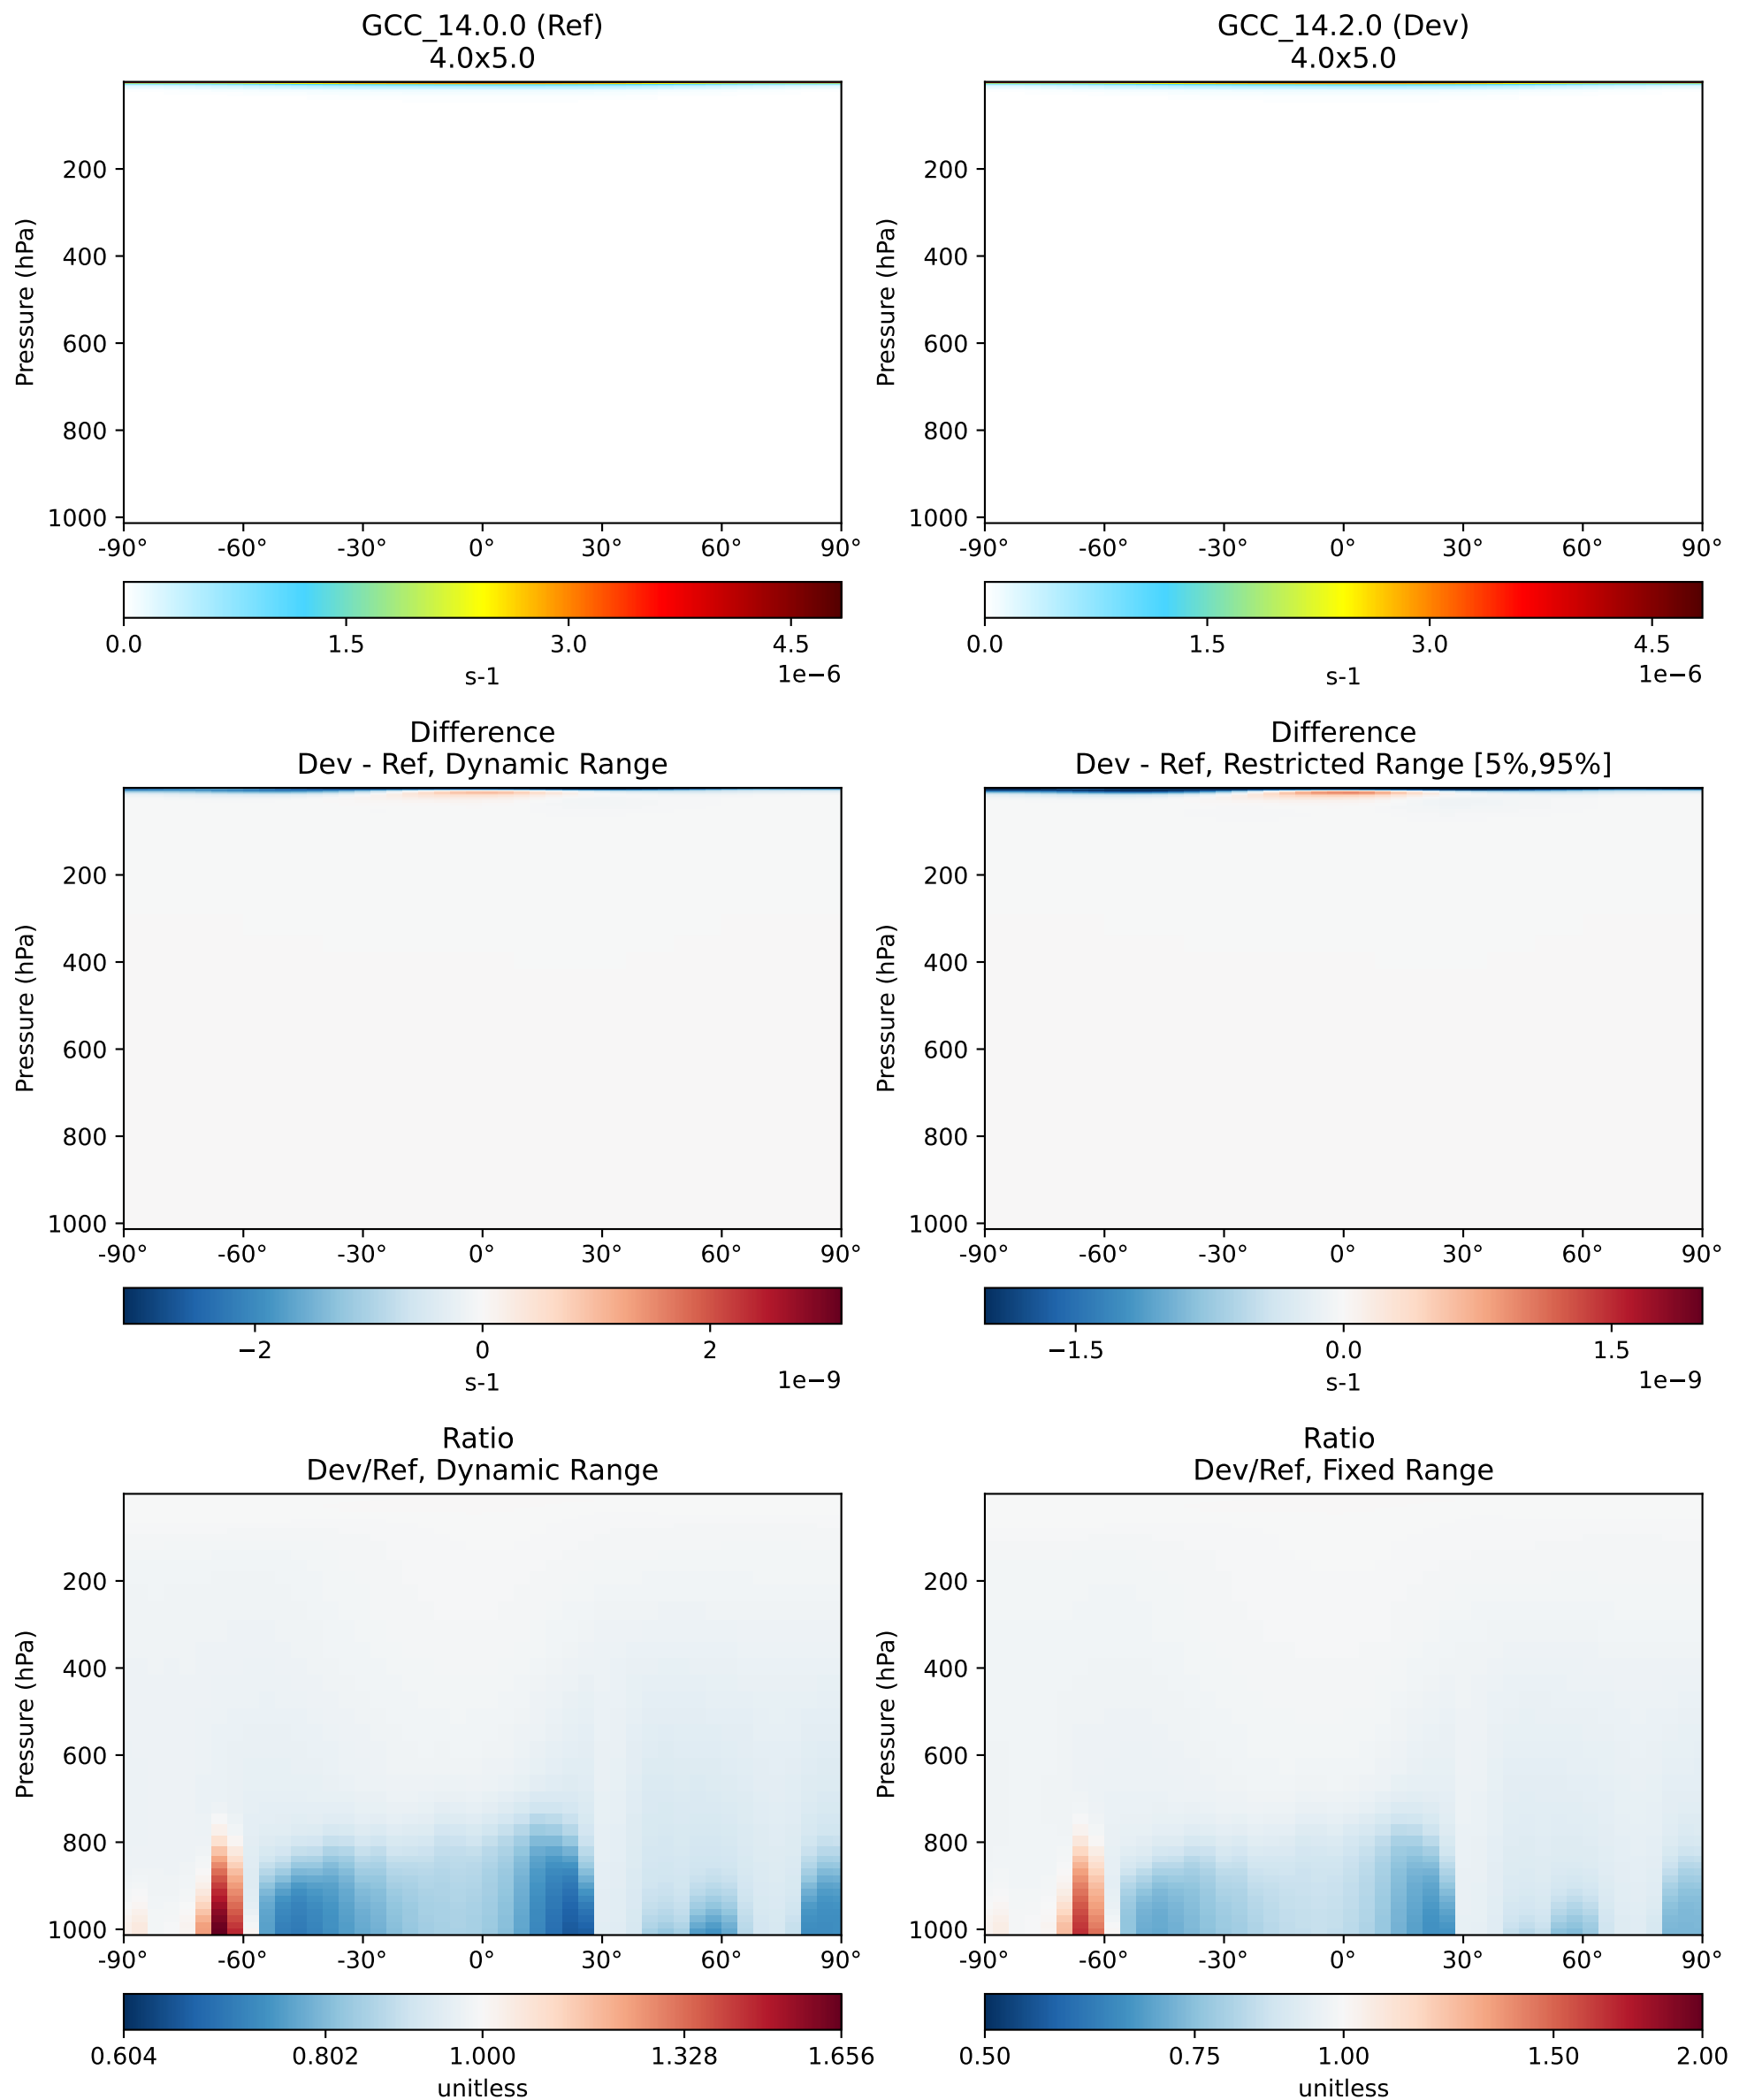 GCC_14.0.0 (Ref)
4.0x5.0
Pressure (hPa)
200
400
600
800
1000
-90° -60° -30° 0° 30° 60° 90°
0.0 1.5 3.0 4.5
s-1
1e−6
GCC_14.2.0 (Dev)
4.0x5.0
Pressure (hPa)
200
400
600
800
1000
-90° -60° -30° 0° 30° 60° 90°
0.0 1.5 3.0 4.5
s-1
1e−6
Difference
Dev - Ref, Dynamic Range
Pressure (hPa)
200
400
600
800
1000
-90° -60° -30° 0° 30° 60° 90°
−2 0 2
s-1
1e−9
Difference
Dev - Ref, Restricted Range [5%,95%]
Pressure (hPa)
200
400
600
800
1000
-90° -60° -30° 0° 30° 60° 90°
−1.5 0.0 1.5
s-1
1e−9
Ratio
Dev/Ref, Dynamic Range
Pressure (hPa)
200
400
600
800
1000
-90° -60° -30° 0° 30° 60° 90°
0.604 0.802 1.000 1.328 1.656
unitless
Ratio
Dev/Ref, Fixed Range
Pressure (hPa)
200
400
600
800
1000
-90° -60° -30° 0° 30° 60° 90°
0.50 0.75 1.00 1.50 2.00
unitless